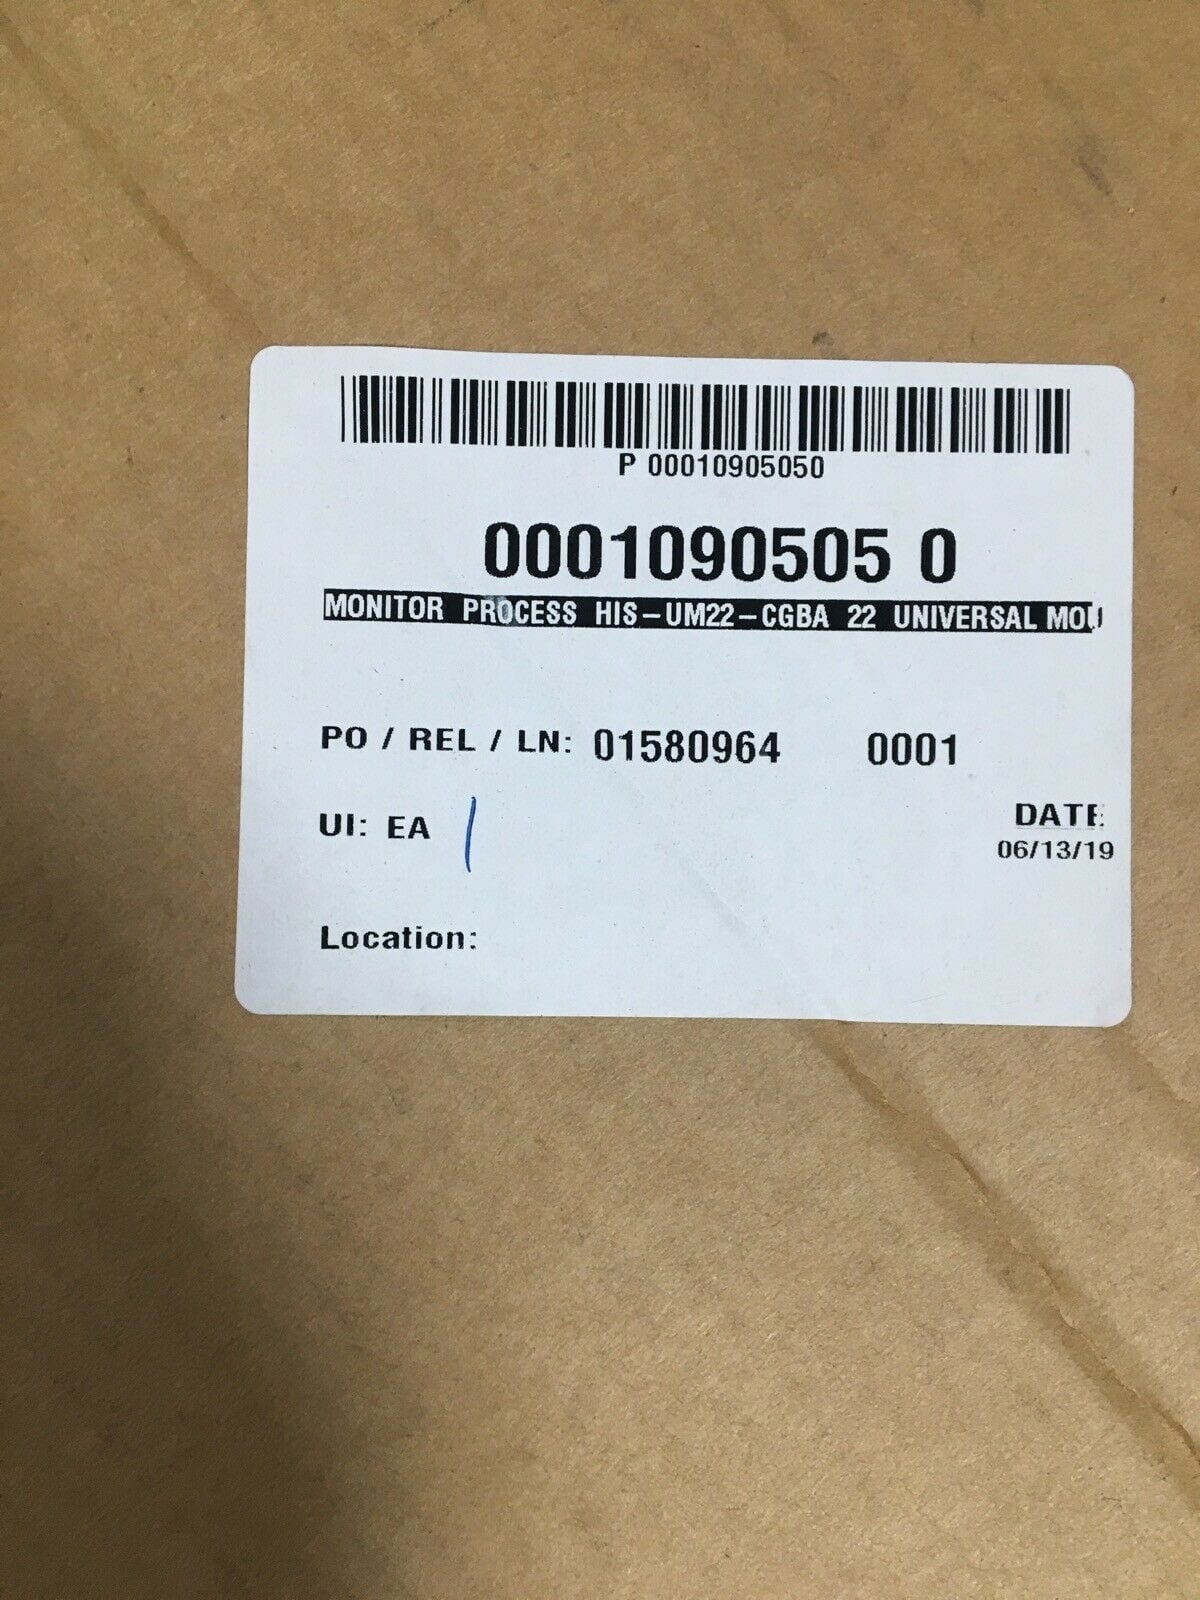 P 00010905050
0001090505 0
MONITOR PROCESS HIS-UM22-CGBA 22 UNIVERSAL MOU
PO / REL / LN: 01580964 0001
UI: EA 1
DATE
06/13/19
Location: